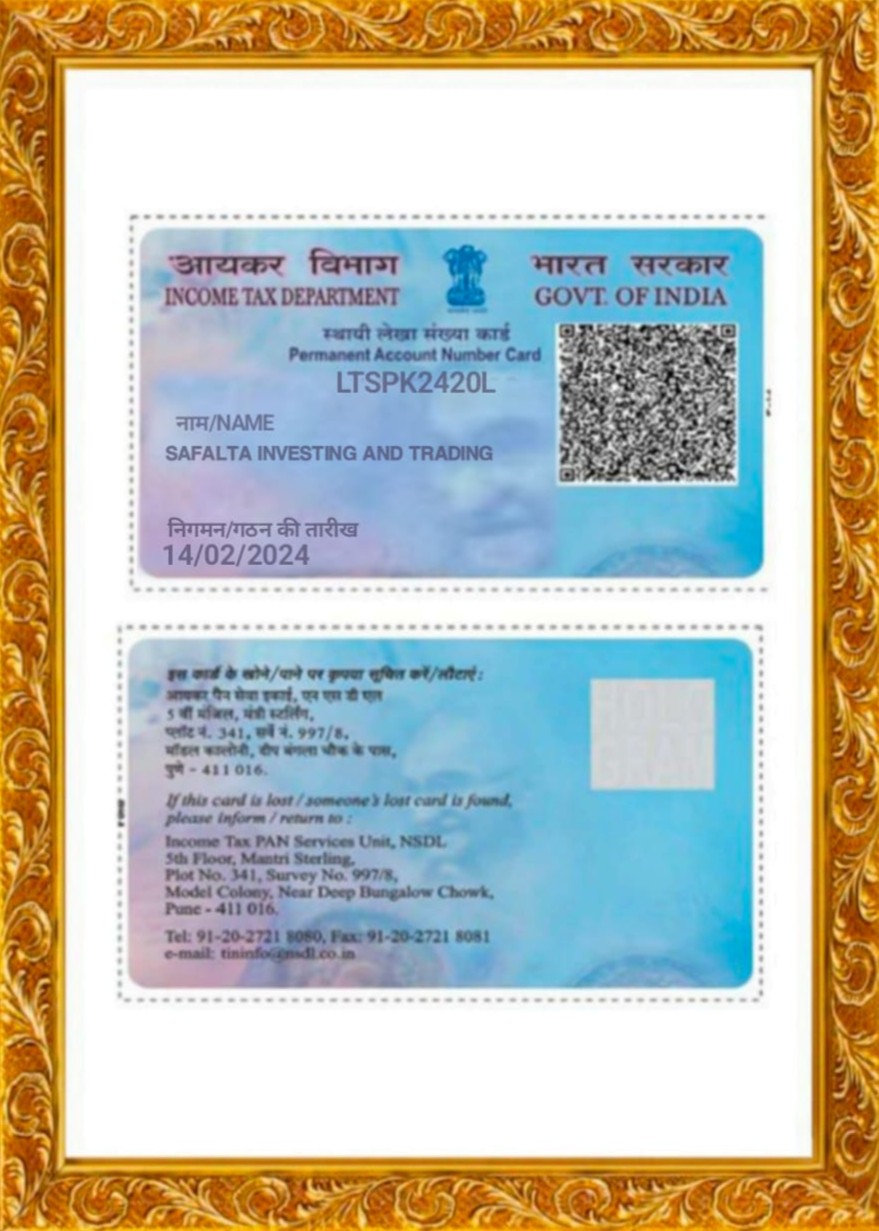 आयकर विभाग
INCOME TAX DEPARTMENT
भारत सरकार
GOVT. OF INDIA
स्थायी लेखा संख्या कार्ड
Permanent Account Number Card
LTSPK2420L
नाम/NAME
SAFALTA INVESTING AND TRADING
निगमन/गठन की तारीख
14/02/2024
इस कार्ड के खोने/पाने पर कृपया सूचित करें/लौटाएं:
आयकर पैन सेवा इकाई, एन एस डी एल
5 वीं मंजिल, मंत्री स्टर्लिंग,
प्लॉट नं. 341, सर्वे नं. 997/8,
मॉडल कालोनी, दीप बंगला चौक के पास,
पुणे - 411 016.
If this card is lost / someone's lost card is found,
please inform / return to :
Income Tax PAN Services Unit, NSDL
5th Floor, Mantri Sterling,
Plot No. 341, Survey No. 997/8,
Model Colony, Near Deep Bungalow Chowk,
Pune - 411 016.
Tel: 91-20-2721 8080, Fax: 91-20-2721 8081
e-mail: tininfo@nsdl.co.in
HOLO
GRAM